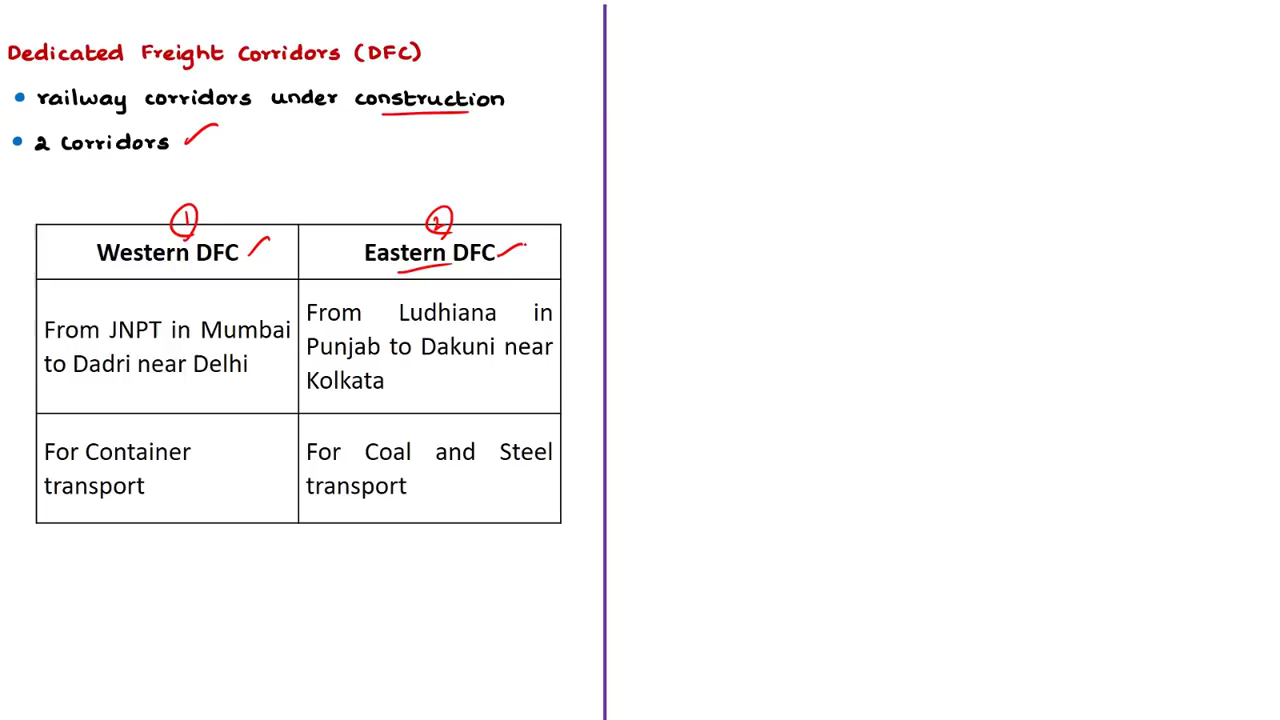 Dedicated Freight Corridors (DFC)
railway corridors under construction
2 Corridors
1
2
Western DFC
Eastern DFC
From JNPT in Mumbai
to Dadri near Delhi
From Ludhiana in
Punjab to Dakuni near
Kolkata
For Container
transport
For Coal and Steel
transport